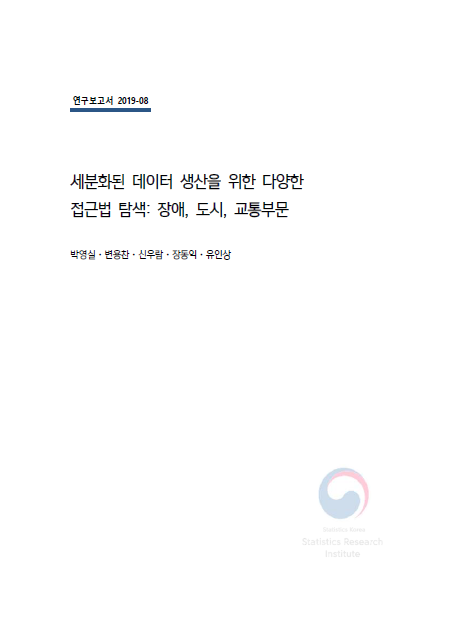 연구보고서 2019-08
세분화된 데이터 생산을 위한 다양한
접근법 탐색: 장애, 도시, 교통부문
박영실 · 변용찬 · 신우람 · 장동익 · 유인상
Statistics Korea
Statistics Research
Institute